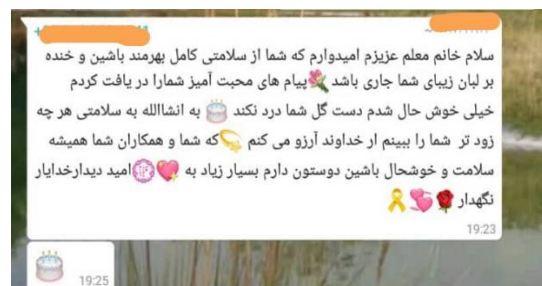 سلام خانم معلم عزیزم امیدوارم که شما از سلامتی کامل بهرمند باشین و خنده
بر لبان زیبای شما جاری باشد 💐پیام های محبت آمیز شمارا در یافت کردم
خیلی خوش حال شدم دست گل شما درد نکند 🎂 به انشاالله به سلامتی هر چه
زود تر شما را ببینم ار خداوند آرزو می کنم 💫که شما و همکاران شما همیشه
سلامت و خوشحال باشین دوستون دارم بسیار زیاد به 💖امید دیدارخدایار
نگهدار 🌹💞🎗
19:23
19:25